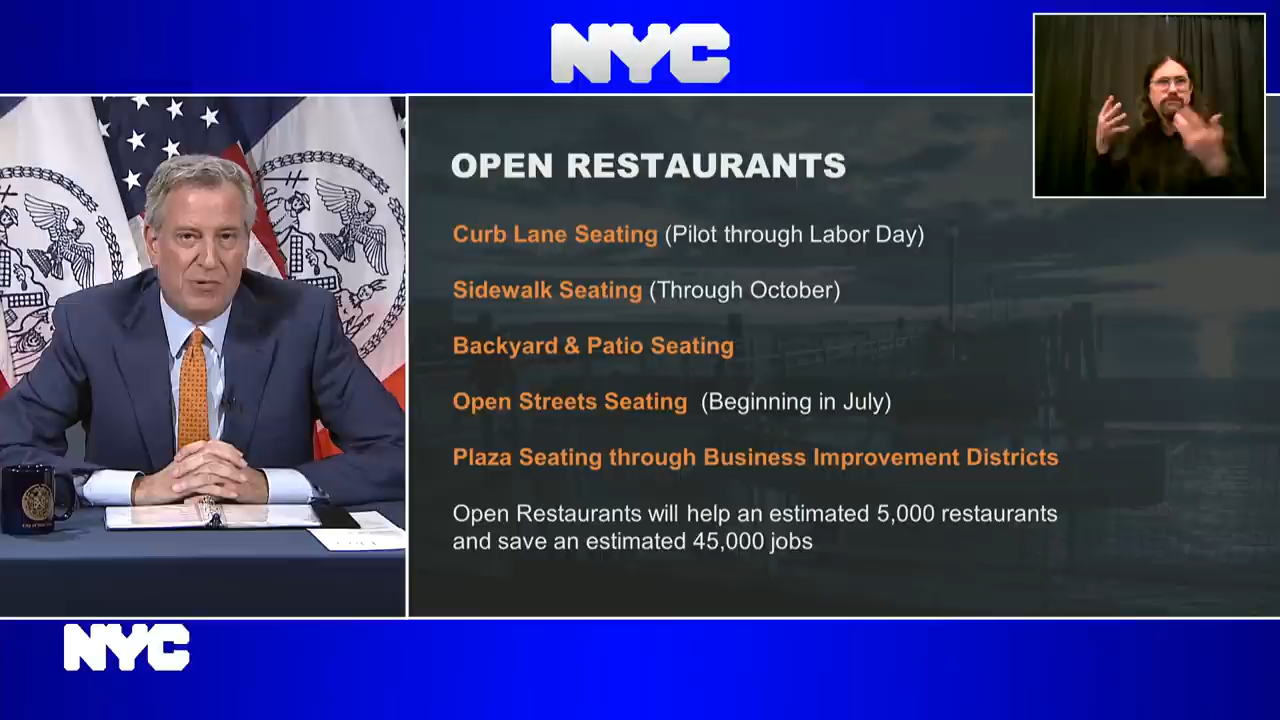 NYC
OPEN RESTAURANTS
Curb Lane Seating (Pilot through Labor Day)
Sidewalk Seating (Through October)
Backyard & Patio Seating
Open Streets Seating (Beginning in July)
Plaza Seating through Business Improvement Districts
Open Restaurants will help an estimated 5,000 restaurants
and save an estimated 45,000 jobs
NYC